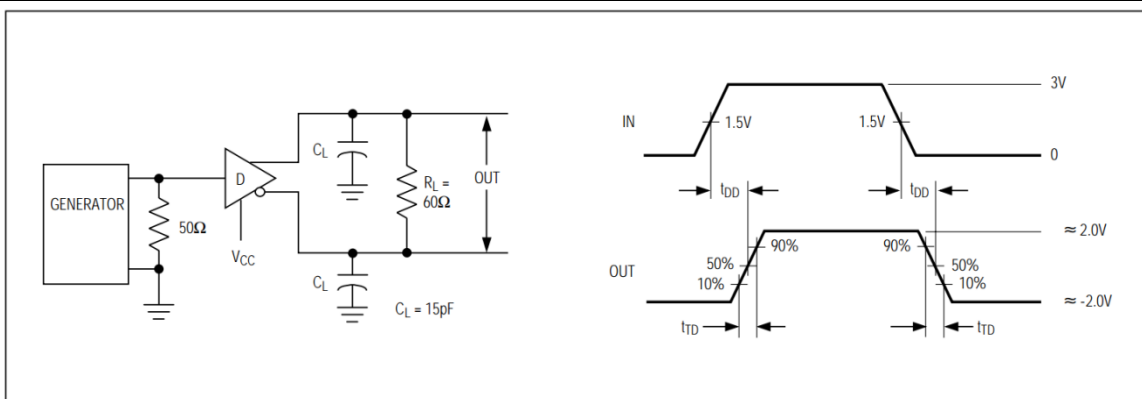 GENERATOR
50Ω
D
VCC
CL
CL
RL =
60Ω
OUT
CL = 15pF
IN
1.5V
1.5V
3V
0
tDD
tDD
OUT
90%
50%
10%
90%
50%
10%
≈ 2.0V
≈ -2.0V
tTD
tTD